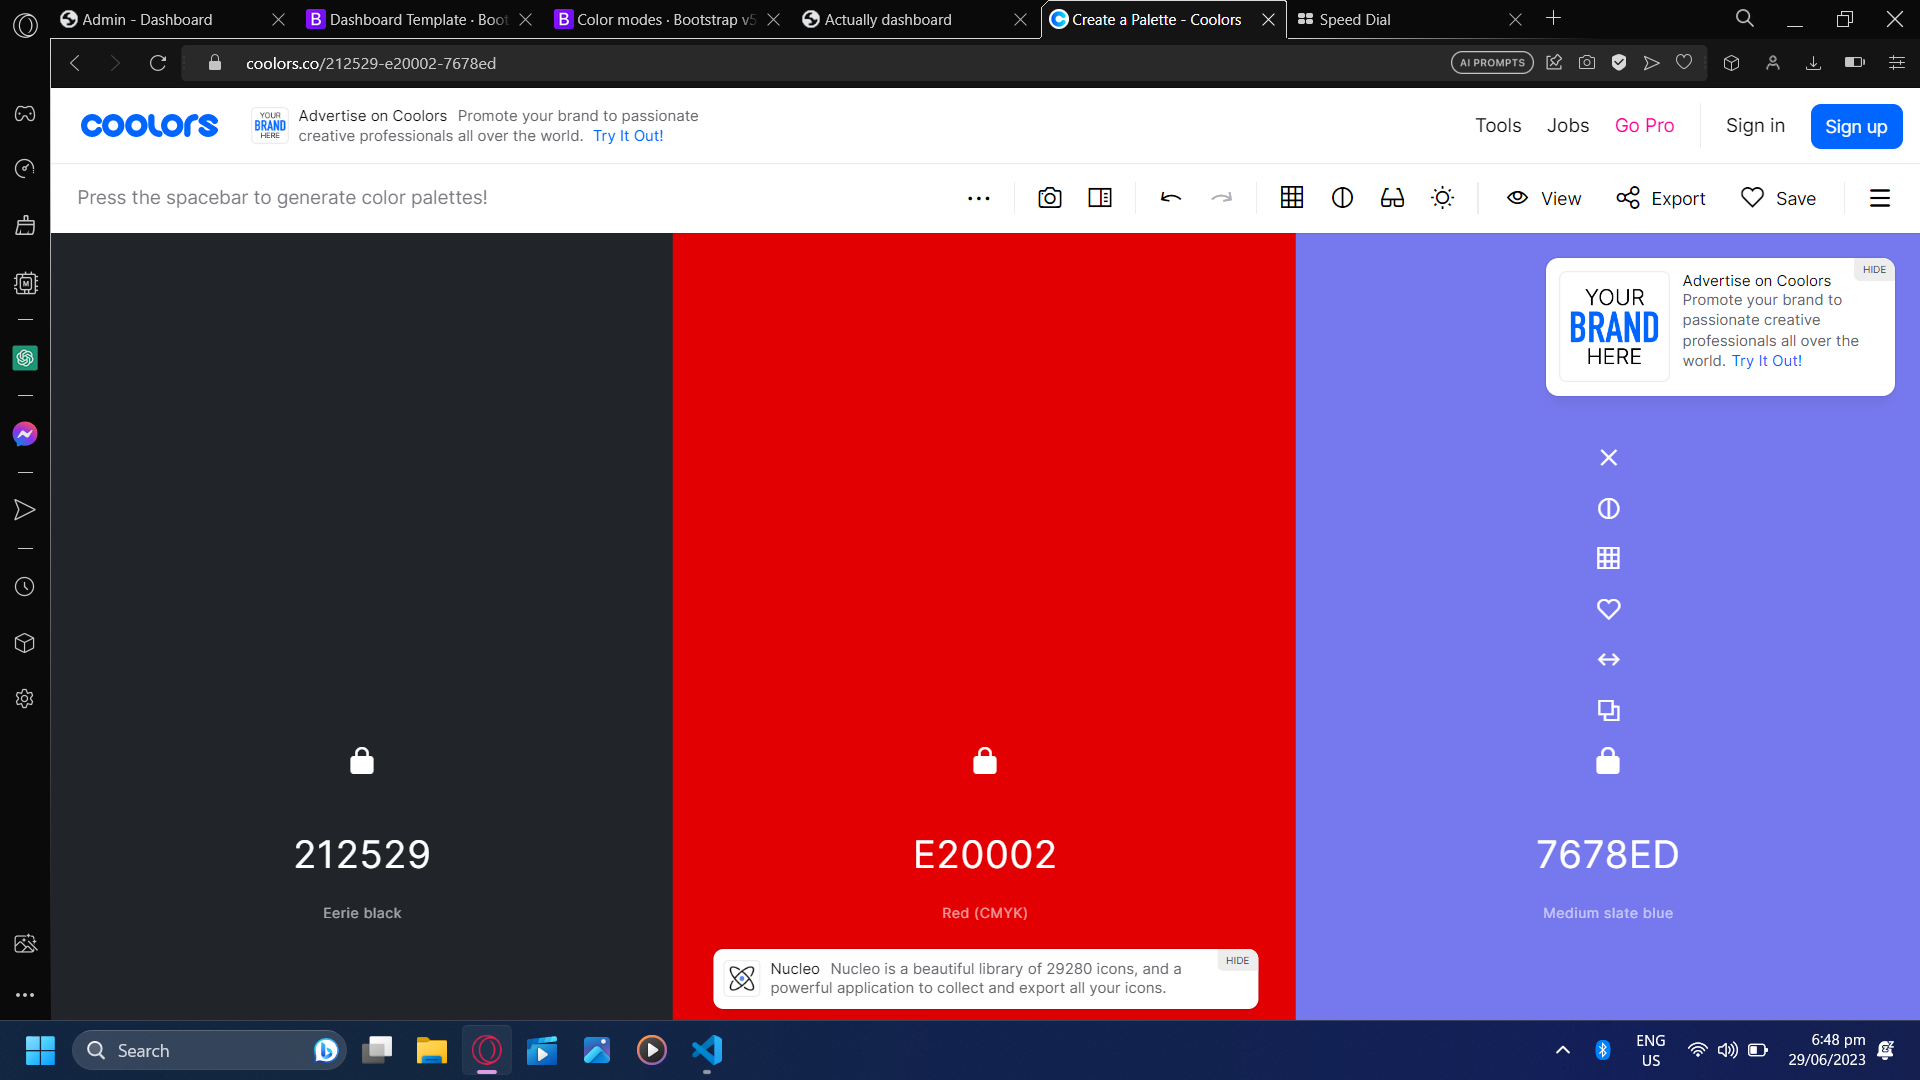 Admin - Dashboard
Dashboard Template · Boot
Color modes · Bootstrap v5
Actually dashboard
Create a Palette - Coolors
Speed Dial
coolors.co/212529-e20002-7678ed
AI PROMPTS
coolors
YOUR
BRAND
HERE
Advertise on Coolors Promote your brand to passionate
creative professionals all over the world. Try It Out!
Tools
Jobs
Go Pro
Sign in
Sign up
Press the spacebar to generate color palettes!
View
Export
Save
HIDE
YOUR
BRAND
HERE
Advertise on Coolors
Promote your brand to
passionate creative
professionals all over the
world. Try It Out!
212529
Eerie black
E20002
Red (CMYK)
7678ED
Medium slate blue
HIDE
Nucleo Nucleo is a beautiful library of 29280 icons, and a
powerful application to collect and export all your icons.
Search
ENG
US
6:48 pm
29/06/2023